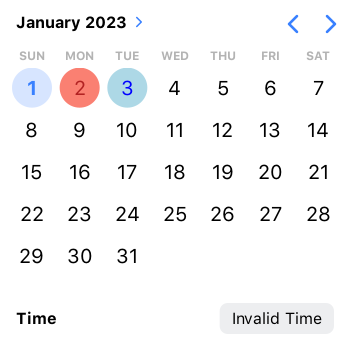 January 2023
SUN MON TUE WED THU FRI SAT
1 2 3 4 5 6 7
8 9 10 11 12 13 14
15 16 17 18 19 20 21
22 23 24 25 26 27 28
29 30 31
Time Invalid Time